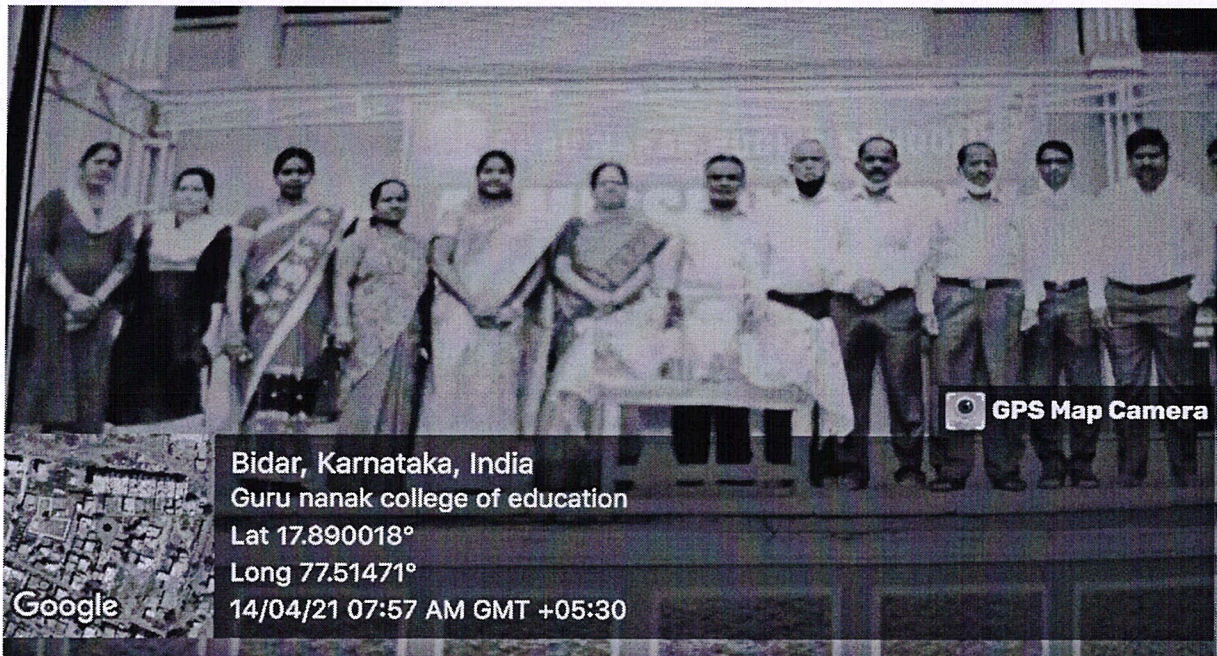 GPS Map Camera
Bidar, Karnataka, India
Guru nanak college of education
Lat 17.890018°
Long 77.51471°
14/04/21 07:57 AM GMT +05:30
Google